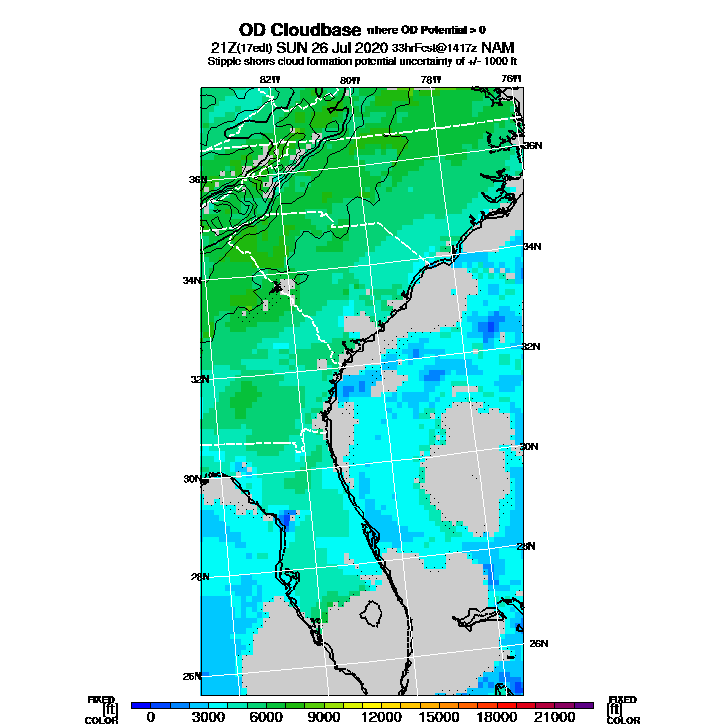 OD Cloudbase where OD Potential > 0
21Z(17edt) SUN 26 Jul 2020 33hrFcst@1417z NAM
Stipple shows cloud formation potential uncertainty of +/- 1000 ft
82W 80W 78W 76W
36N
36N
34N
34N
32N
32N
30N
30N
28N
28N
26N
26N
FIXED FIXED
[ft] [ft]
0 3000 6000 9000 12000 15000 18000 21000
COLOR COLOR